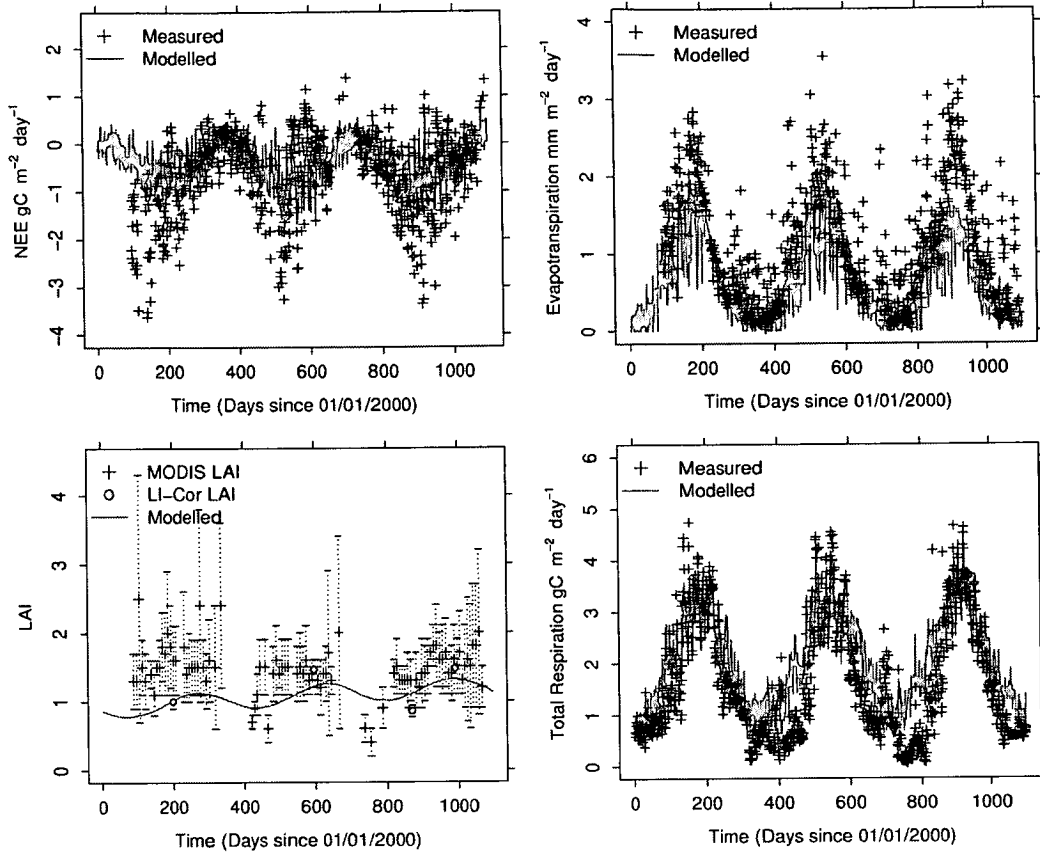 Measured
Modelled
2
1
0
-1
-2
-3
-4
NEE gC m⁻² day⁻¹
0 200 400 600 800 1000
Time (Days since 01/01/2000)
Measured
Modelled
4
3
2
1
0
Evapotranspiration mm m⁻² day⁻¹
0 200 400 600 800 1000
Time (Days since 01/01/2000)
MODIS LAI
LI-Cor LAI
Modelled
4
3
2
1
0
LAI
0 200 400 600 800 1000
Time (Days since 01/01/2000)
Measured
Modelled
6
5
4
3
2
1
0
Total Respiration gC m⁻² day⁻¹
0 200 400 600 800 1000
Time (Days since 01/01/2000)